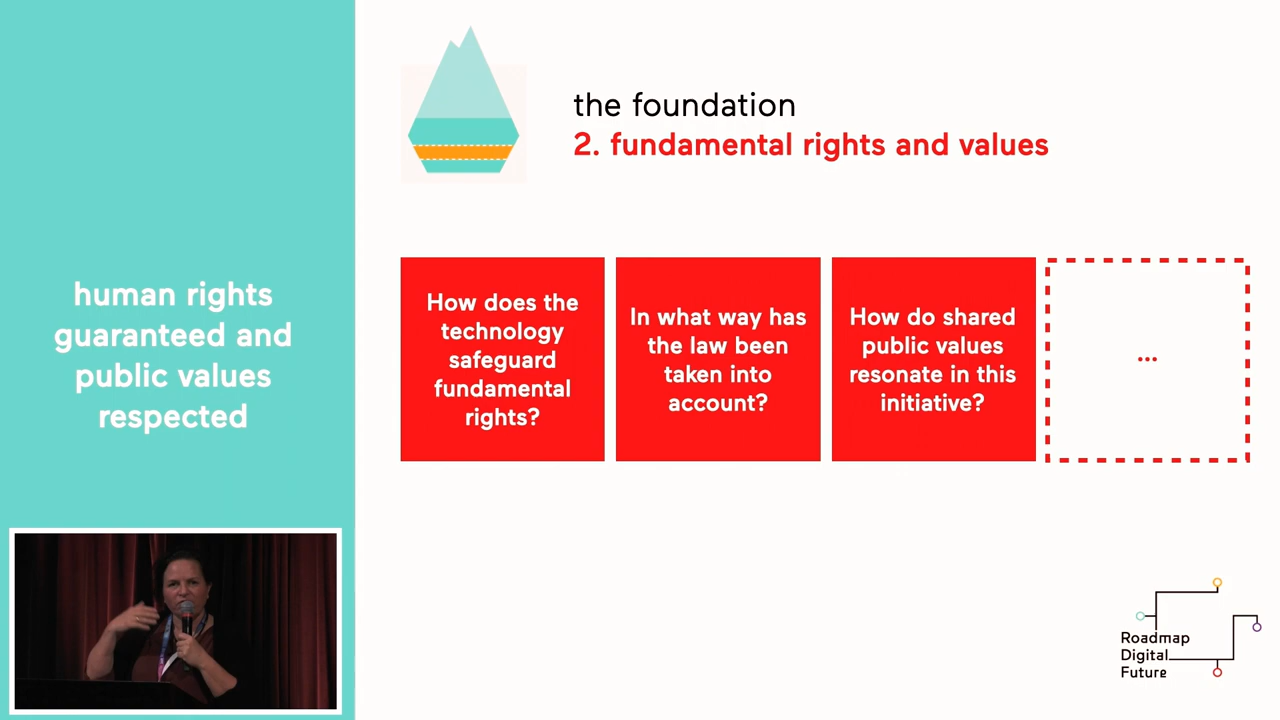 human rights
guaranteed and
public values
respected
the foundation
2. fundamental rights and values
How does the
technology
safeguard
fundamental
rights?
In what way has
the law been
taken into
account?
How do shared
public values
resonate in this
initiative?
...
Roadmap
Digital
Future